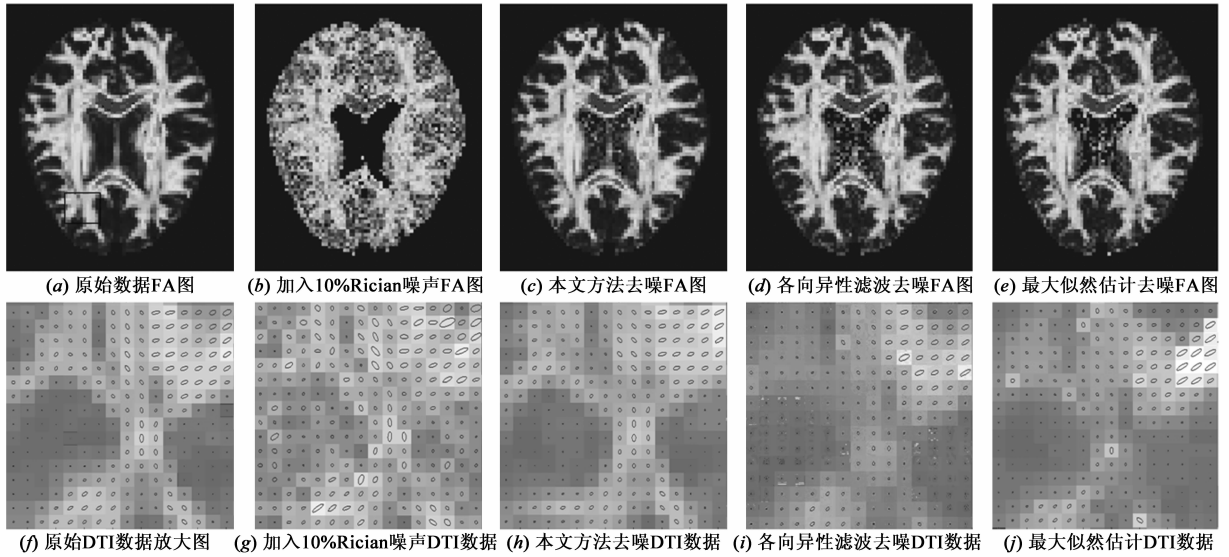 (a) 原始数据FA图
(b) 加入10%Rician噪声FA图
(c) 本文方法去噪FA图
(d) 各向异性滤波去噪FA图
(e) 最大似然估计去噪FA图
(f) 原始DTI数据放大图
(g) 加入10%Rician噪声DTI数据
(h) 本文方法去噪DTI数据
(i) 各向异性滤波去噪DTI数据
(j) 最大似然估计去噪DTI数据